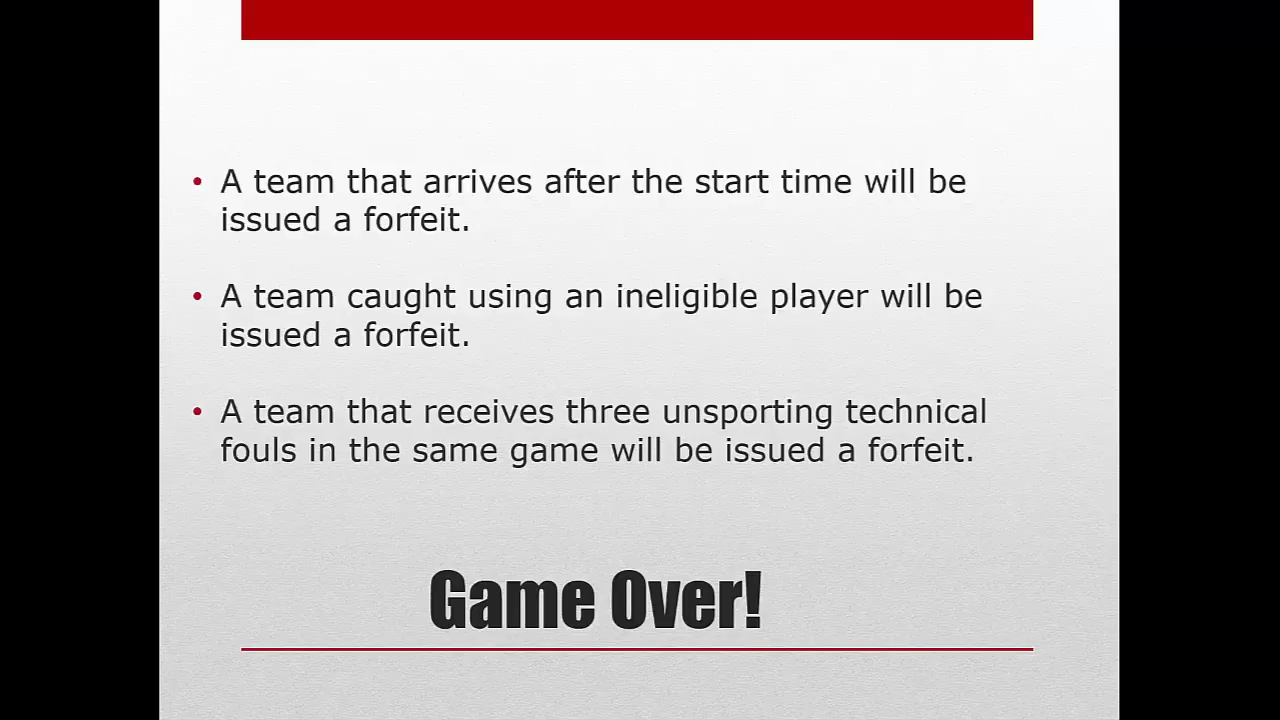 • A team that arrives after the start time will be
issued a forfeit.
• A team caught using an ineligible player will be
issued a forfeit.
• A team that receives three unsporting technical
fouls in the same game will be issued a forfeit.
Game Over!